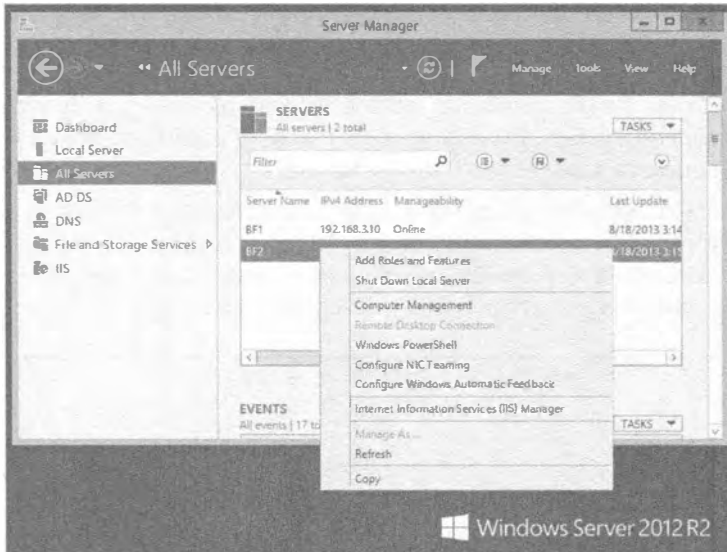 Server Manager
All Servers
Manage Tools View Help
Dashboard
Local Server
All Servers
AD DS
DNS
File and Storage Services
IIS
SERVERS
All servers | 2 total
TASKS
Filter
Server Name IPv4 Address Manageability Last Update
BF1 192.168.3.10 Online 8/18/2013 3:14
BF2 8/18/2013 3:15
Add Roles and Features
Shut Down Local Server
Computer Management
Remote Desktop Connection
Windows PowerShell
Configure NIC Teaming
Configure Windows Automatic Feedback
Internet Information Services (IIS) Manager
Manage As ...
Refresh
Copy
EVENTS
All events | 17 to
TASKS
Windows Server 2012 R2